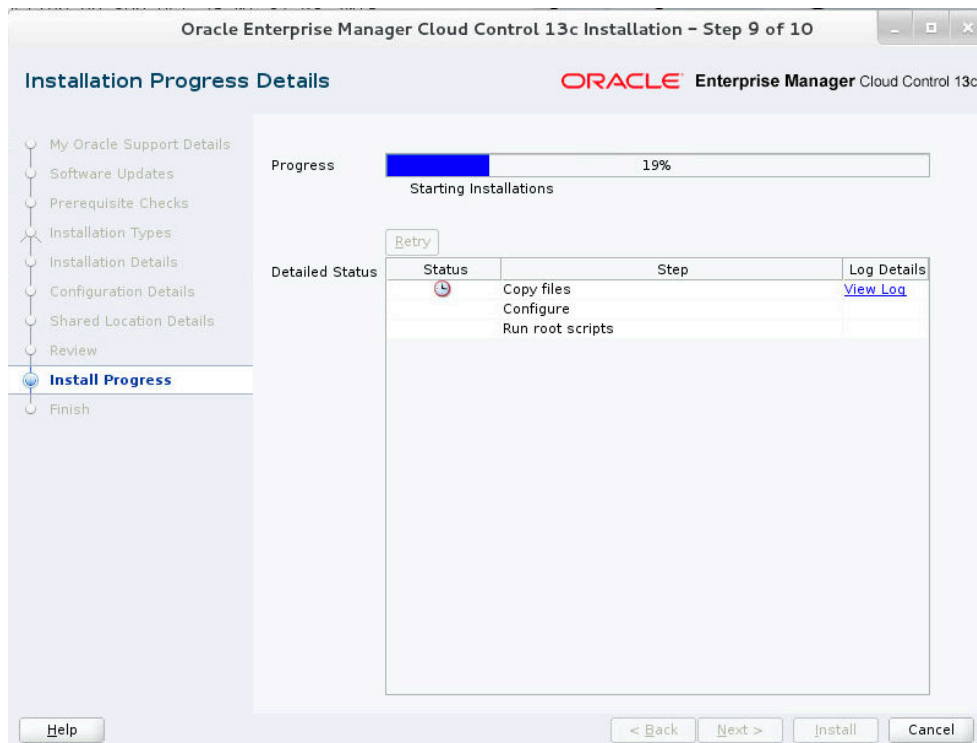 Oracle Enterprise Manager Cloud Control 13c Installation - Step 9 of 10
Installation Progress Details
ORACLE Enterprise Manager Cloud Control 13c
My Oracle Support Details
Software Updates
Prerequisite Checks
Installation Types
Installation Details
Configuration Details
Shared Location Details
Review
Install Progress
Finish
Progress 19%
Starting Installations
Retry
Detailed Status
Status Step Log Details
Copy files View Log
Configure
Run root scripts
Help < Back Next > Install Cancel